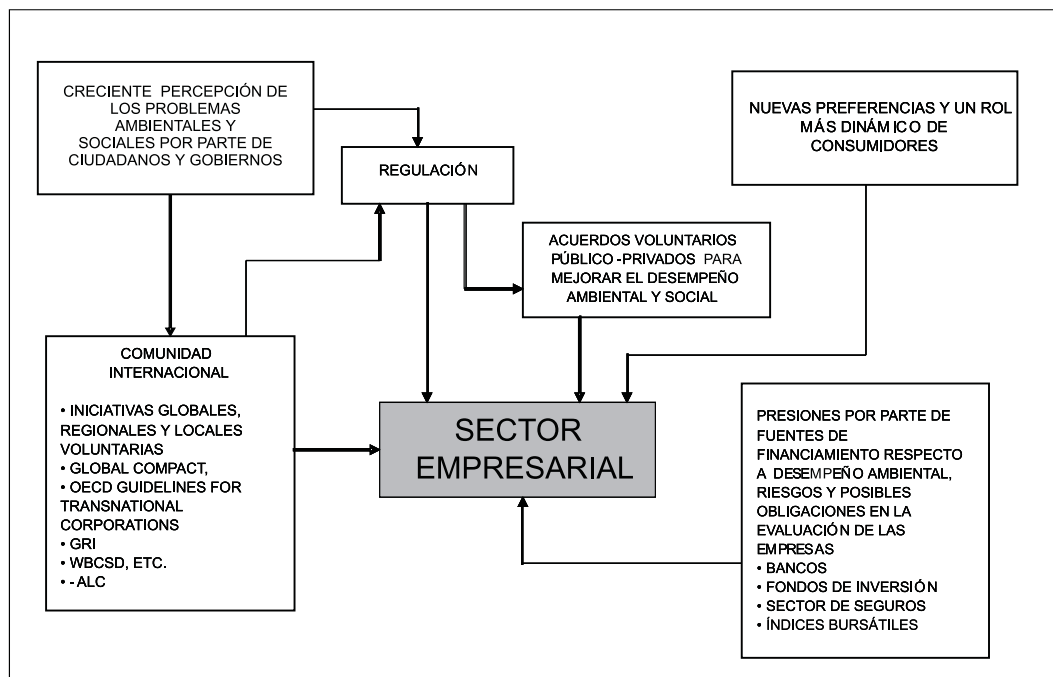 CRECIENTE PERCEPCIÓN DE
LOS PROBLEMAS
AMBIENTALES Y
SOCIALES POR PARTE DE
CIUDADANOS Y GOBIERNOS
NUEVAS PREFERENCIAS Y UN ROL
MÁS DINÁMICO DE
CONSUMIDORES
REGULACIÓN
ACUERDOS VOLUNTARIOS
PÚBLICO -PRIVADOS PARA
MEJORAR EL DESEMPEÑO
AMBIENTAL Y SOCIAL
COMUNIDAD
INTERNACIONAL
• INICIATIVAS GLOBALES,
REGIONALES Y LOCALES
VOLUNTARIAS
• GLOBAL COMPACT,
• OECD GUIDELINES FOR
TRANSNATIONAL
CORPORATIONS
• GRI
• WBCSD, ETC.
• - ALC
SECTOR
EMPRESARIAL
PRESIONES POR PARTE DE
FUENTES DE
FINANCIAMIENTO RESPECTO
A DESEMPEÑO AMBIENTAL,
RIESGOS Y POSIBLES
OBLIGACIONES EN LA
EVALUACIÓN DE LAS
EMPRESAS
• BANCOS
• FONDOS DE INVERSIÓN
• SECTOR DE SEGUROS
• ÍNDICES BURSÁTILES